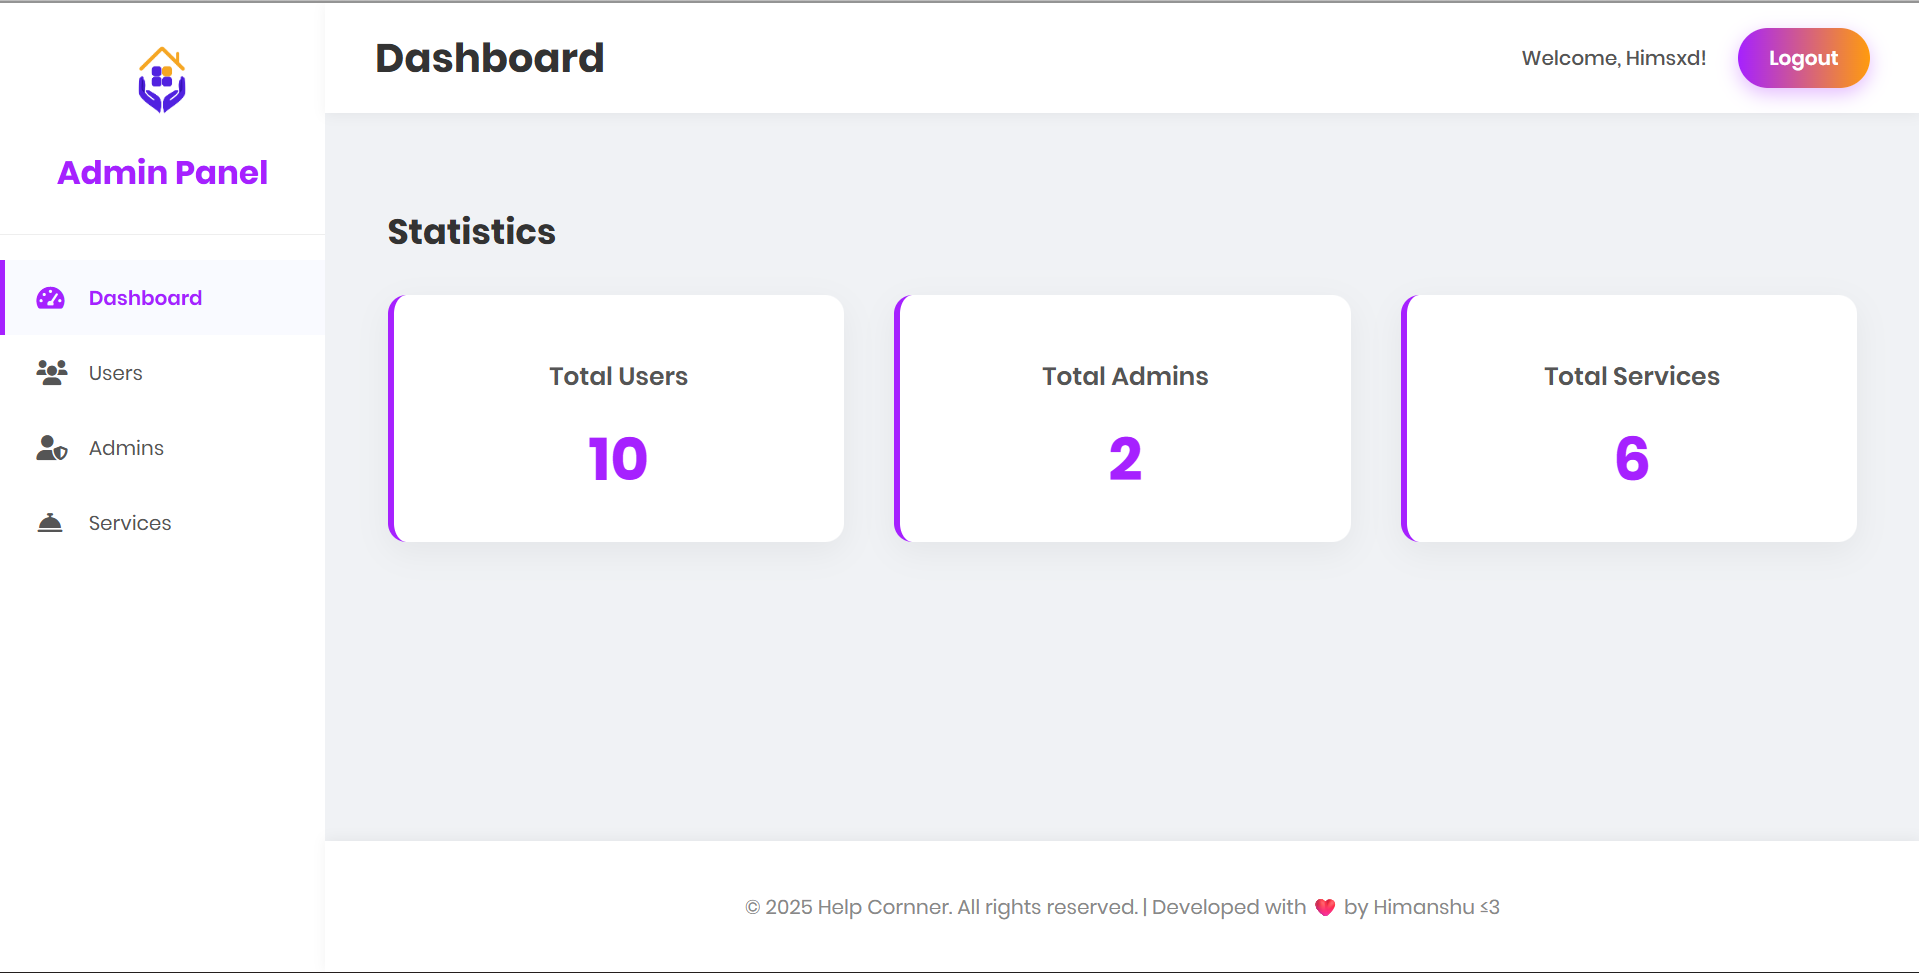 Admin Panel
Dashboard
Users
Admins
Services
Dashboard
Welcome, Himsxd!
Logout
Statistics
Total Users
10
Total Admins
2
Total Services
6
© 2025 Help Cornner. All rights reserved. | Developed with ❤️ by Himanshu ≤3